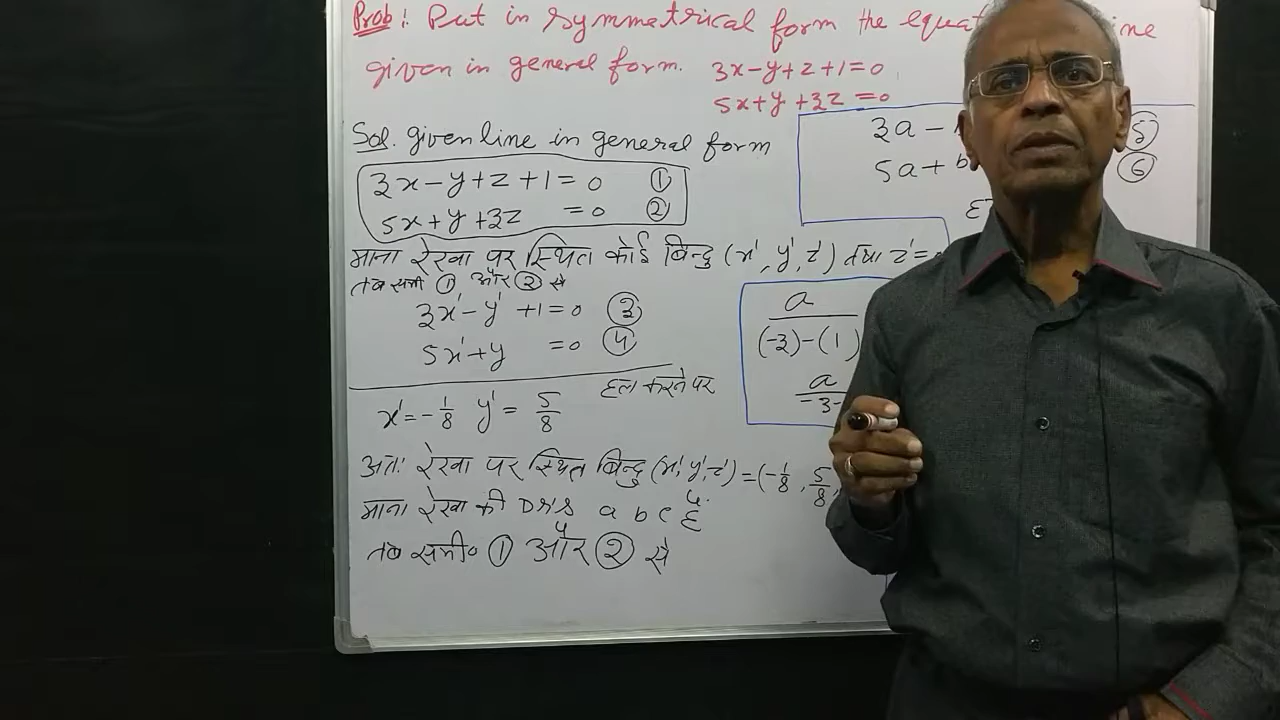 Prob:. Put in symmetrical form the equat ine
given in general form. 3x-y+z+1=0
5x+y+3z=0
Sol. given line in general form
3x-y+z+1=0 ①
5x+y+3z =0 ②
माना रेखा पर स्थित कोई बिन्दु (x', y', z') तथा z'=
तब समी ① और ② से
3x'-y' +1=0 ③
5x'+y =0 ④
हल करने पर
x'=-1/8 y'=5/8
अतः रेखा पर स्थित बिन्दु (x', y', z')=(-1/8, 5/8,
माना रेखा की DR'S a b c हैं.
तब समी० ① और ② से
3a- ⑤
5a+b ⑥
a/(-3)-(1)
a/-3-